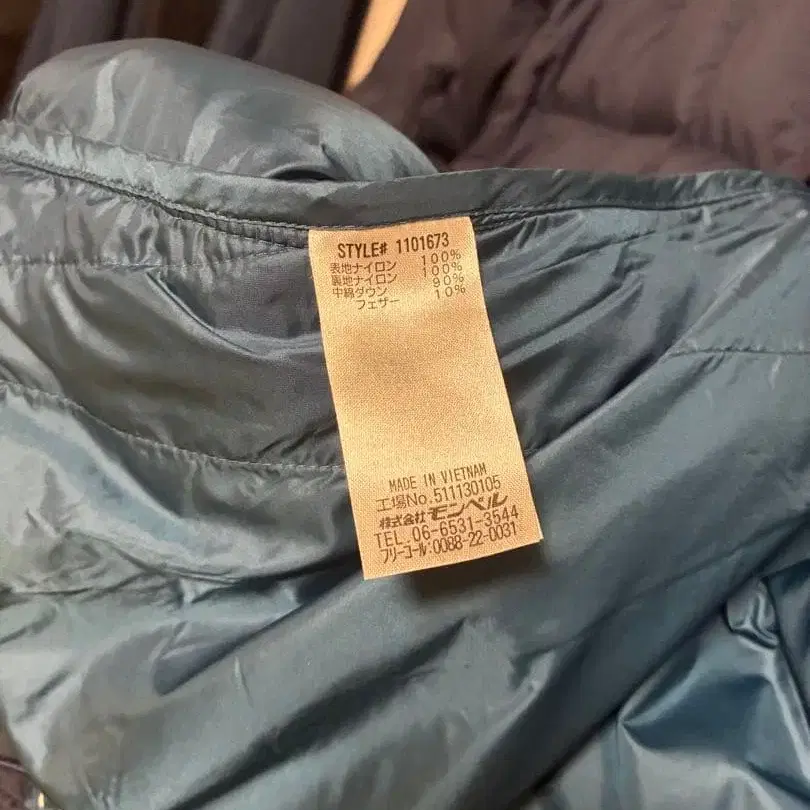 STYLE# 1101673
表地ナイロン 100%
裏地ナイロン 100%
中綿ダウン 90%
フェザー 10%
MADE IN VIETNAM
工場No.511130105
株式会社モンベル
TEL.06-6531-3544
フリーコール:0088-22-0031